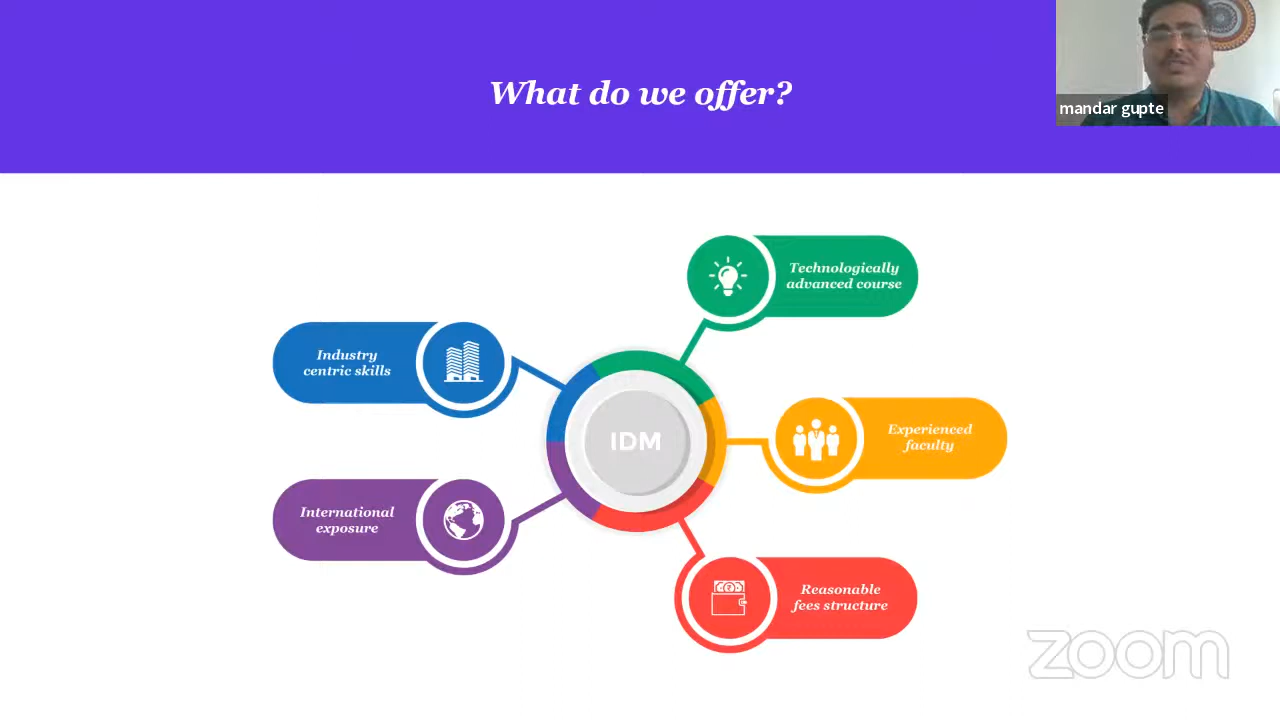 What do we offer?
mandar gupte
Technologically
advanced course
Industry
centric skills
IDM
Experienced
faculty
International
exposure
Reasonable
fees structure
zoom